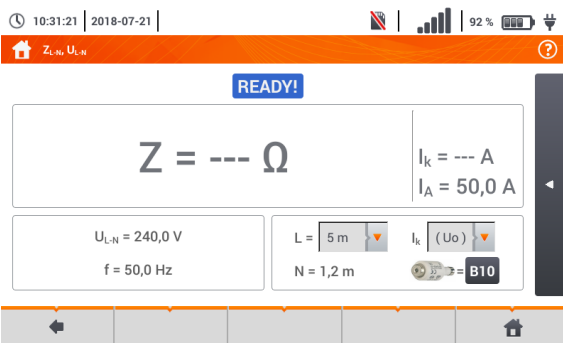 10:31:21 2018-07-21 92 %
ZL-N, UL-N ?
READY!
Z = --- Ω
Ik = --- A
IA = 50,0 A
UL-N = 240,0 V
f = 50,0 Hz
L = 5 m Ik ( Uo )
N = 1,2 m = B10